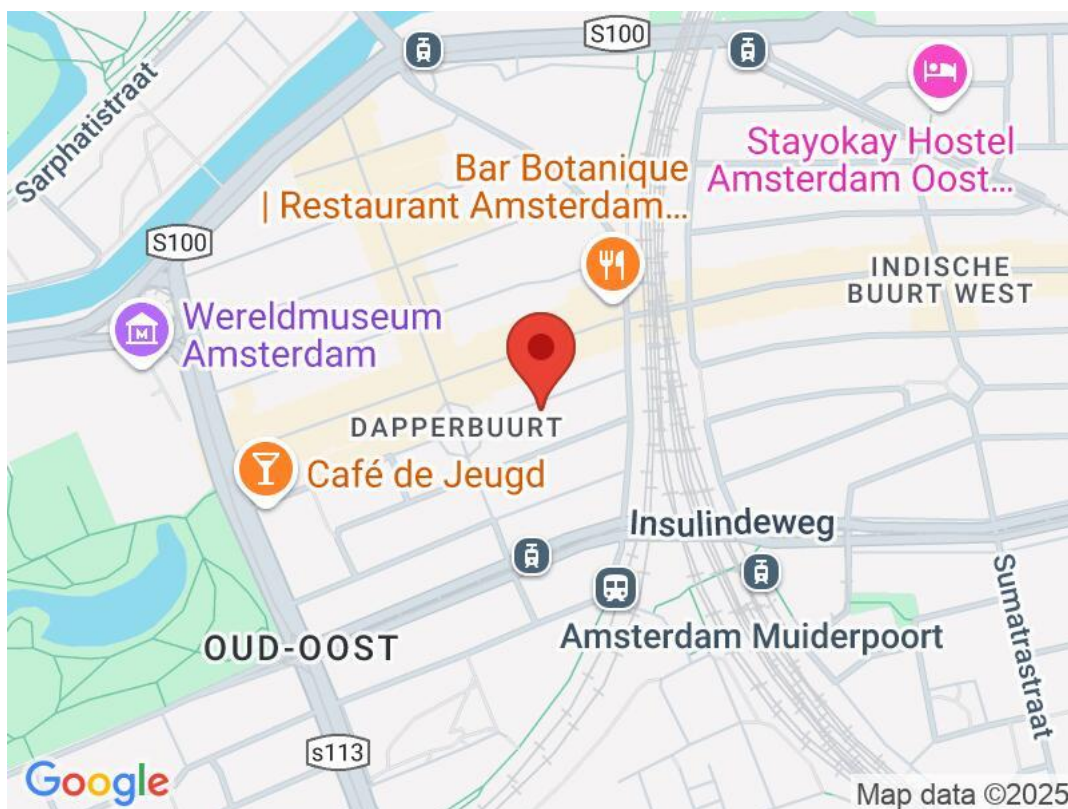 S100
Sarphatistraat
Stayokay Hostel
Amsterdam Oost...
Bar Botanique
| Restaurant Amsterdam...
S100
INDISCHE
BUURT WEST
Wereldmuseum
Amsterdam
M
DAPPERBUURT
Café de Jeugd
Insulindeweg
Sumatrastraat
OUD-OOST
Amsterdam Muiderpoort
s113
Google
Map data ©2025